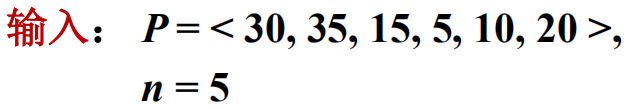 输入： P = < 30, 35, 15, 5, 10, 20 >,
n = 5